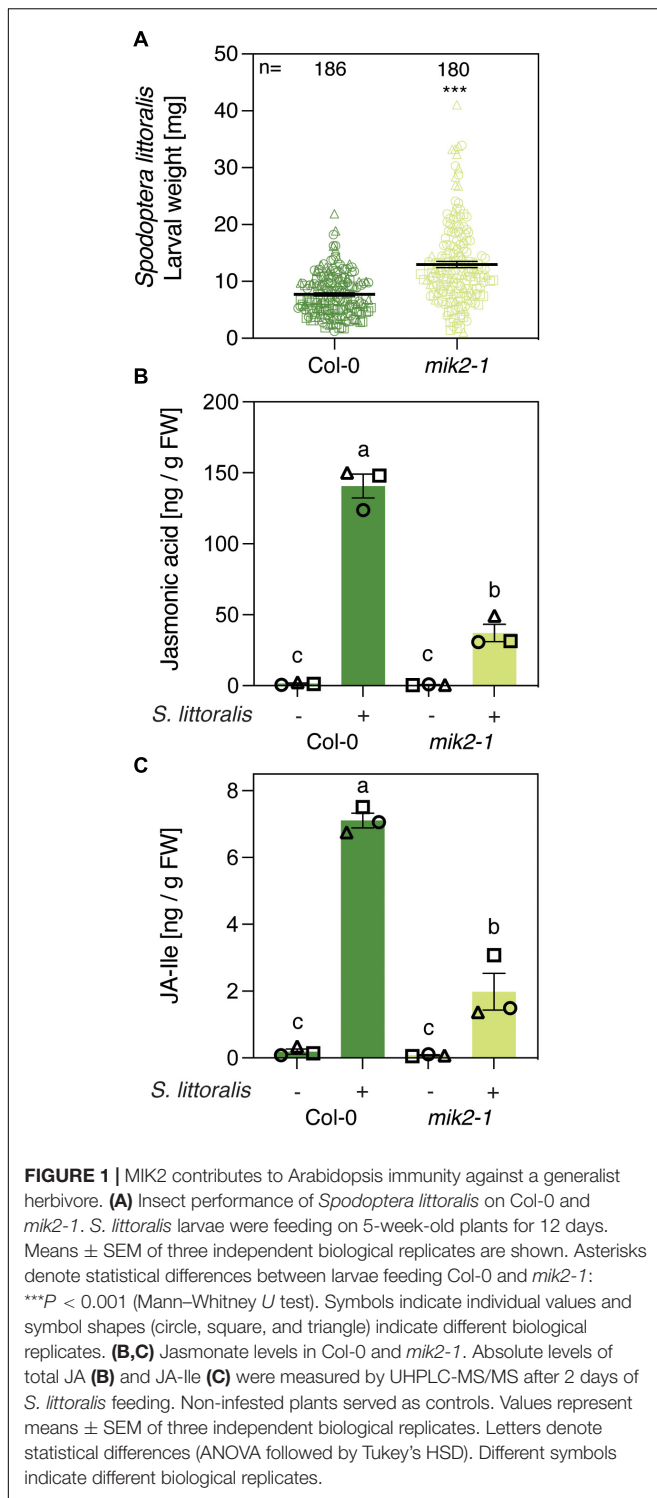 A
n= 186 180
***
50
40
30
20
10
0
Spodoptera littoralis
Larval weight [mg]
Col-0 mik2-1
B
200
150
100
50
0
Jasmonic acid [ng / g FW]
c a c b
S. littoralis - + - +
Col-0 mik2-1
C
8
6
4
2
0
JA-Ile [ng / g FW]
c a c b
S. littoralis - + - +
Col-0 mik2-1
FIGURE 1 | MIK2 contributes to Arabidopsis immunity against a generalist
herbivore. (A) Insect performance of Spodoptera littoralis on Col-0 and
mik2-1. S. littoralis larvae were feeding on 5-week-old plants for 12 days.
Means ± SEM of three independent biological replicates are shown. Asterisks
denote statistical differences between larvae feeding Col-0 and mik2-1:
***P < 0.001 (Mann–Whitney U test). Symbols indicate individual values and
symbol shapes (circle, square, and triangle) indicate different biological
replicates. (B,C) Jasmonate levels in Col-0 and mik2-1. Absolute levels of
total JA (B) and JA-Ile (C) were measured by UHPLC-MS/MS after 2 days of
S. littoralis feeding. Non-infested plants served as controls. Values represent
means ± SEM of three independent biological replicates. Letters denote
statistical differences (ANOVA followed by Tukey's HSD). Different symbols
indicate different biological replicates.